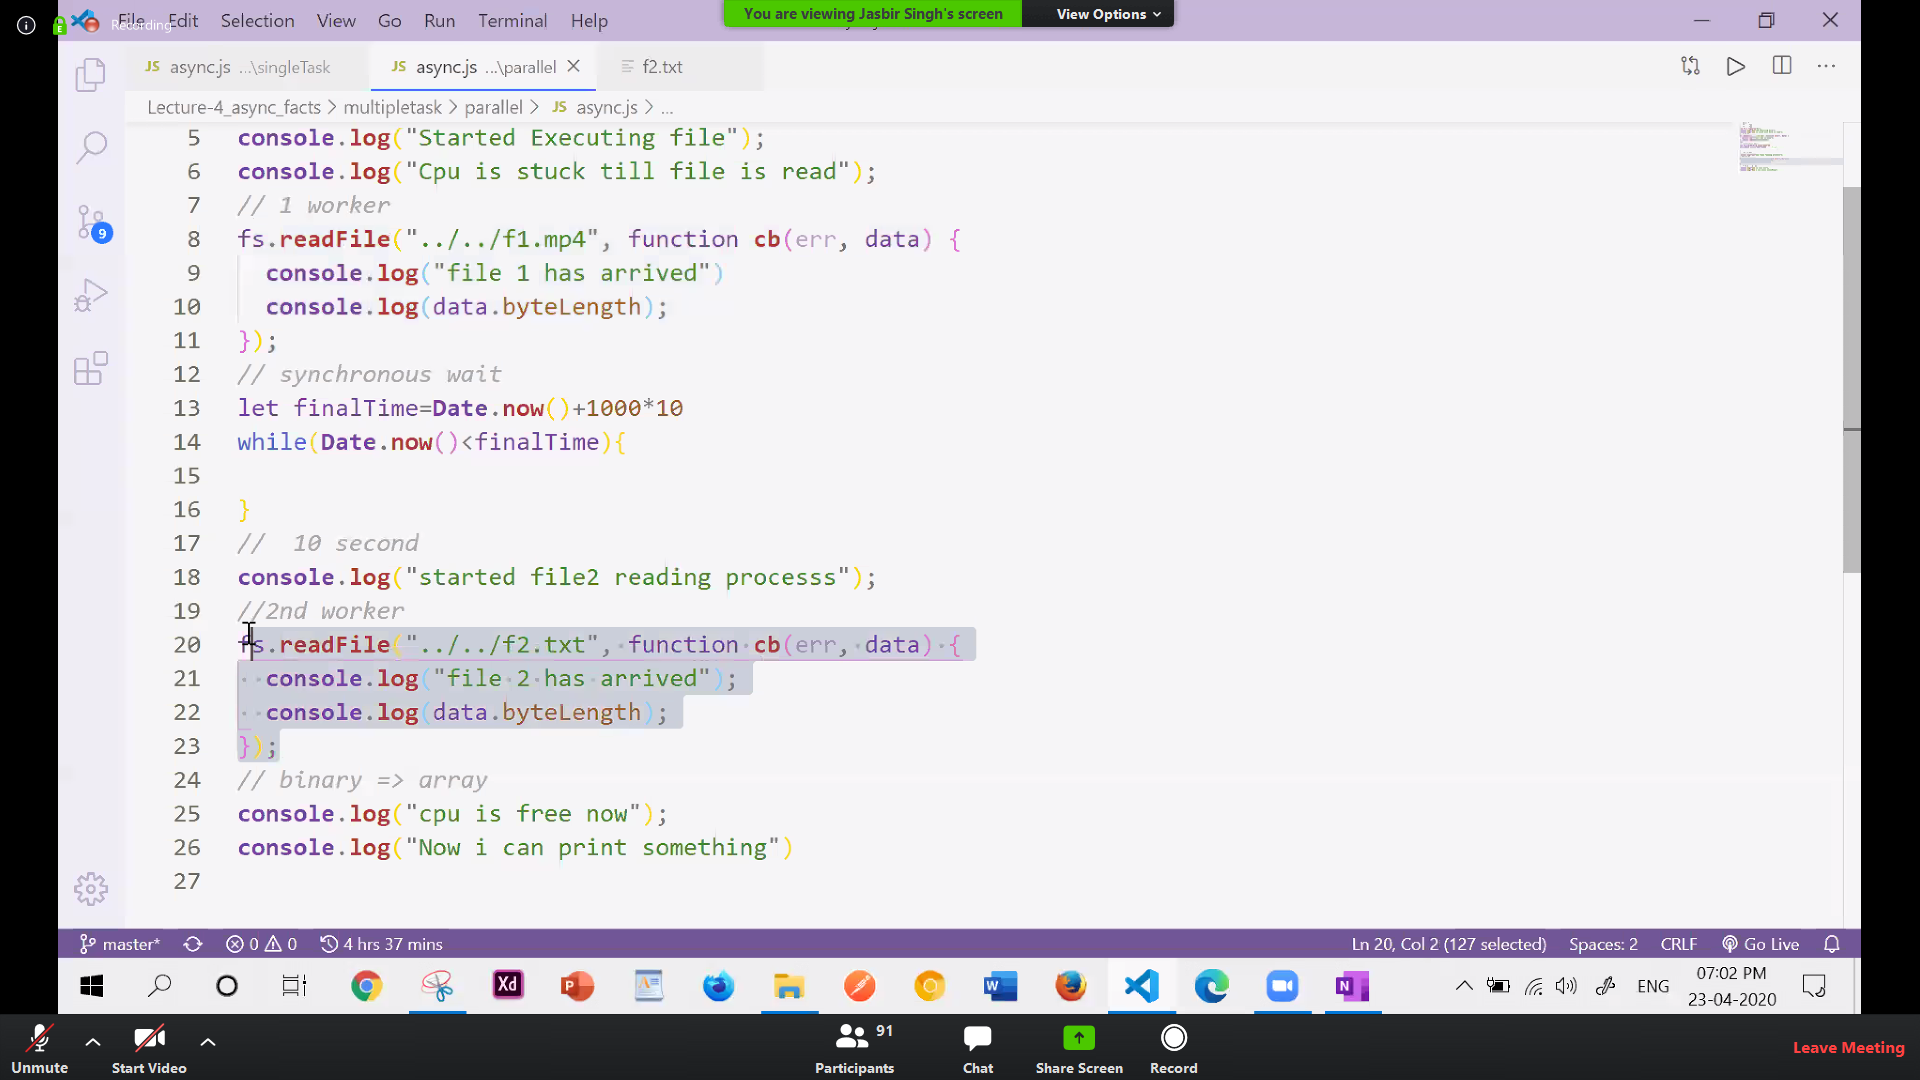 Recording
File Edit Selection View Go Run Terminal Help
You are viewing Jasbir Singh's screen
View Options
JS async.js ...\singleTask
JS async.js ...\parallel
f2.txt
Lecture-4_async_facts > multipletask > parallel > JS async.js > ...
5 console.log("Started Executing file");
6 console.log("Cpu is stuck till file is read");
7 // 1 worker
8 fs.readFile("../../f1.mp4", function cb(err, data) {
9 console.log("file 1 has arrived")
10 console.log(data.byteLength);
11 });
12 // synchronous wait
13 let finalTime=Date.now()+1000*10
14 while(Date.now()<finalTime){
15
16 }
17 // 10 second
18 console.log("started file2 reading processs");
19 //2nd worker
20 fs.readFile("../../f2.txt", function cb(err, data) {
21 console.log("file 2 has arrived");
22 console.log(data.byteLength);
23 });
24 // binary => array
25 console.log("cpu is free now");
26 console.log("Now i can print something")
27
9
master* 0 0 4 hrs 37 mins
Ln 20, Col 2 (127 selected) Spaces: 2 CRLF Go Live
Xd
ENG
07:02 PM
23-04-2020
Unmute
Start Video
Participants 91
Chat
Share Screen
Record
Leave Meeting